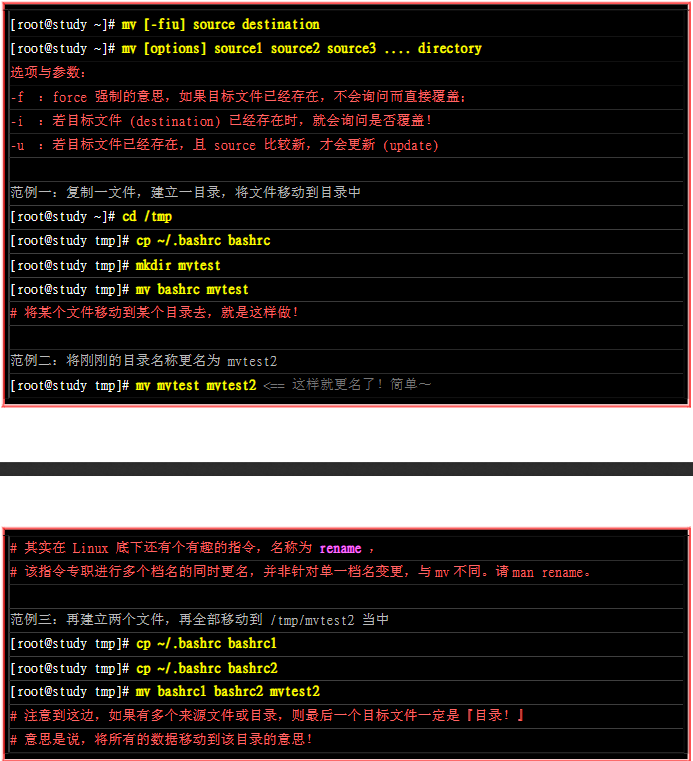 [root@study ~]# mv [-fiu] source destination
[root@study ~]# mv [options] source1 source2 source3 .... directory
选项与参数：
-f ：force 强制的意思，如果目标文件已经存在，不会询问而直接覆盖；
-i ：若目标文件 (destination) 已经存在时，就会询问是否覆盖！
-u ：若目标文件已经存在，且 source 比较新，才会更新 (update)
范例一：复制一文件，建立一目录，将文件移动到目录中
[root@study ~]# cd /tmp
[root@study tmp]# cp ~/.bashrc bashrc
[root@study tmp]# mkdir mvtest
[root@study tmp]# mv bashrc mvtest
# 将某个文件移动到某个目录去，就是这样做！
范例二：将刚刚的目录名称更名为 mvtest2
[root@study tmp]# mv mvtest mvtest2 <== 这样就更名了！简单～
# 其实在 Linux 底下还有个有趣的指令，名称为 rename ，
# 该指令专职进行多个档名的同时更名，并非针对单一档名变更，与mv不同。请man rename。
范例三：再建立两个文件，再全部移动到 /tmp/mvtest2 当中
[root@study tmp]# cp ~/.bashrc bashrc1
[root@study tmp]# cp ~/.bashrc bashrc2
[root@study tmp]# mv bashrc1 bashrc2 mvtest2
# 注意到这边，如果有多个来源文件或目录，则最后一个目标文件一定是『目录！』
# 意思是说，将所有的数据移动到该目录的意思！